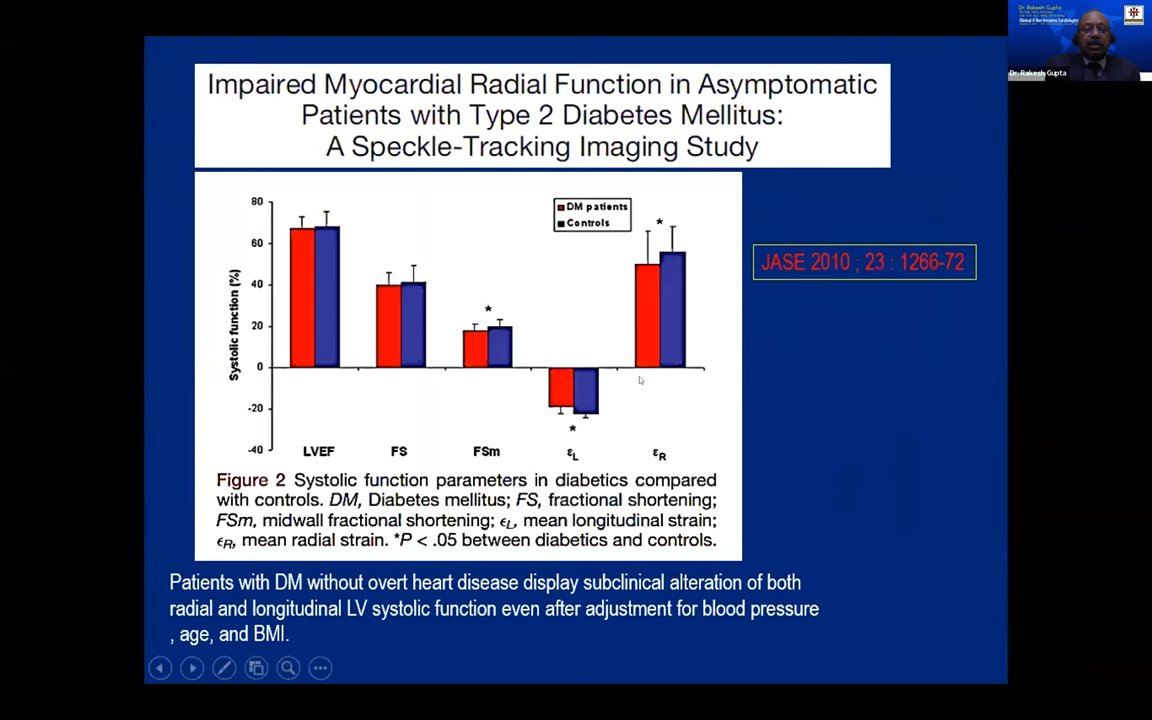 Dr. Rakesh Gupta
Dr. Rakesh Gupta
Impaired Myocardial Radial Function in Asymptomatic
Patients with Type 2 Diabetes Mellitus:
A Speckle-Tracking Imaging Study
JASE 2010 ; 23 : 1266-72
DM patients
Controls
Systolic function (%)
80
60
40
20
0
-20
-40
*
*
*
LVEF FS FSm εL εR
Figure 2 Systolic function parameters in diabetics compared
with controls. DM, Diabetes mellitus; FS, fractional shortening;
FSm, midwall fractional shortening; ϵL, mean longitudinal strain;
ϵR, mean radial strain. *P < .05 between diabetics and controls.
Patients with DM without overt heart disease display subclinical alteration of both
radial and longitudinal LV systolic function even after adjustment for blood pressure
, age, and BMI.